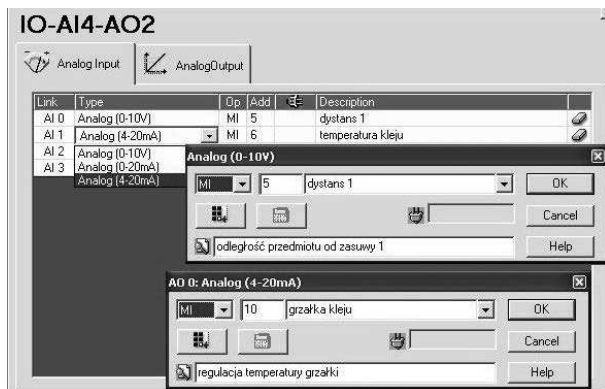 IO-AI4-AO2
Analog Input
AnalogOutput
Link Type Op Add Description
AI 0 Analog (0-10V) MI 5 dystans 1
AI 1 Analog (4-20mA) MI 6 temperatura kleju
AI 2 Analog (0-10V)
AI 3 Analog (0-20mA)
Analog (4-20mA)
Analog (0-10V)
MI 5 dystans 1 OK
Cancel
odległość przedmiotu od zasuwy 1 Help
AO 0: Analog (4-20mA)
MI 10 grzałka kleju OK
Cancel
regulacja temperatury grzałki Help